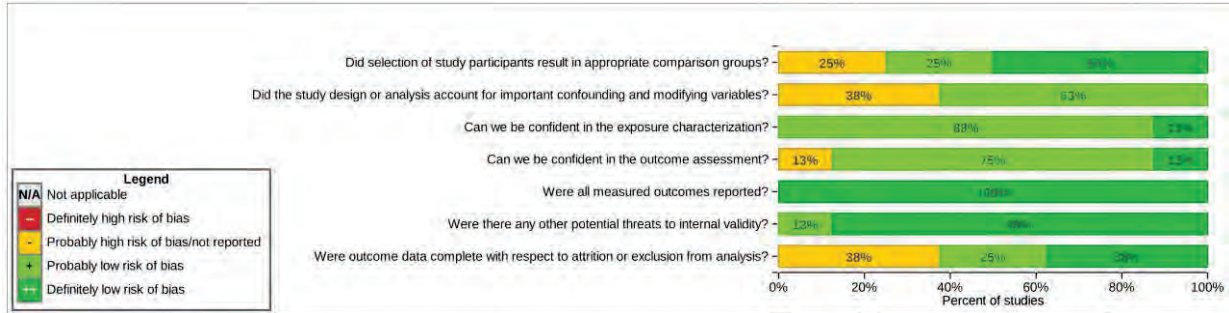 Did selection of study participants result in appropriate comparison groups?
25% 25% 50%
Did the study design or analysis account for important confounding and modifying variables?
38% 63%
Can we be confident in the exposure characterization?
88% 13%
Can we be confident in the outcome assessment?
13% 75% 13%
Were all measured outcomes reported?
100%
Were there any other potential threats to internal validity?
13%
Were outcome data complete with respect to attrition or exclusion from analysis?
38% 25% 38%
0% 20% 40% 60% 80% 100%
Percent of studies
Legend
N/A Not applicable
-- Definitely high risk of bias
- Probably high risk of bias/not reported
+ Probably low risk of bias
++ Definitely low risk of bias